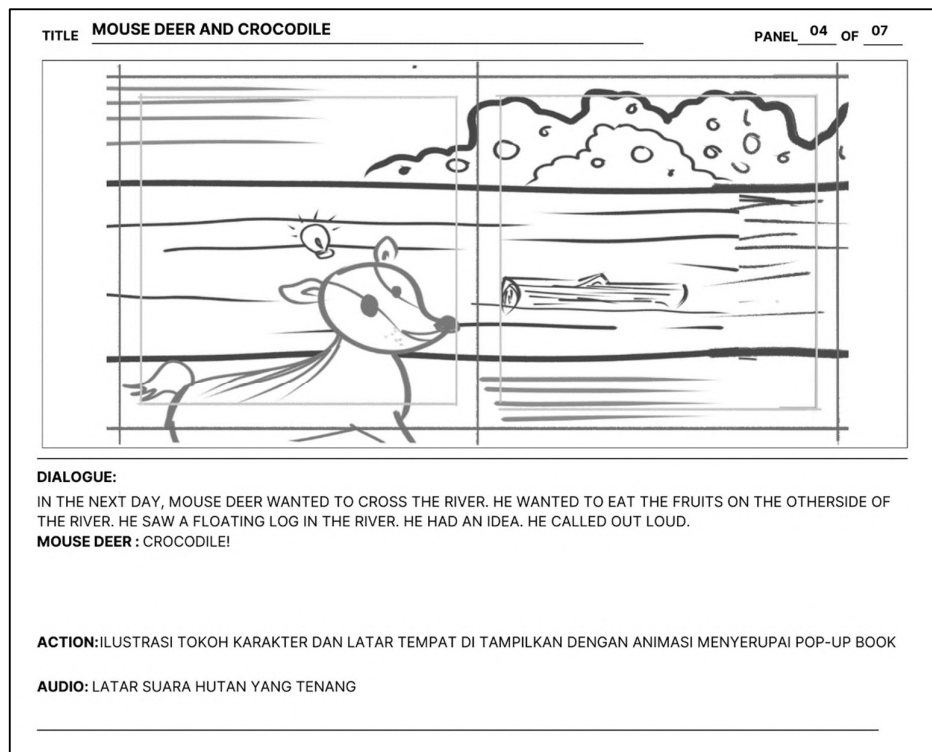 TITLE MOUSE DEER AND CROCODILE
PANEL 04 OF 07
DIALOGUE:
IN THE NEXT DAY, MOUSE DEER WANTED TO CROSS THE RIVER. HE WANTED TO EAT THE FRUITS ON THE OTHERSIDE OF
THE RIVER. HE SAW A FLOATING LOG IN THE RIVER. HE HAD AN IDEA. HE CALLED OUT LOUD.
MOUSE DEER : CROCODILE!
ACTION:ILUSTRASI TOKOH KARAKTER DAN LATAR TEMPAT DI TAMPILKAN DENGAN ANIMASI MENYERUPAI POP-UP BOOK
AUDIO: LATAR SUARA HUTAN YANG TENANG